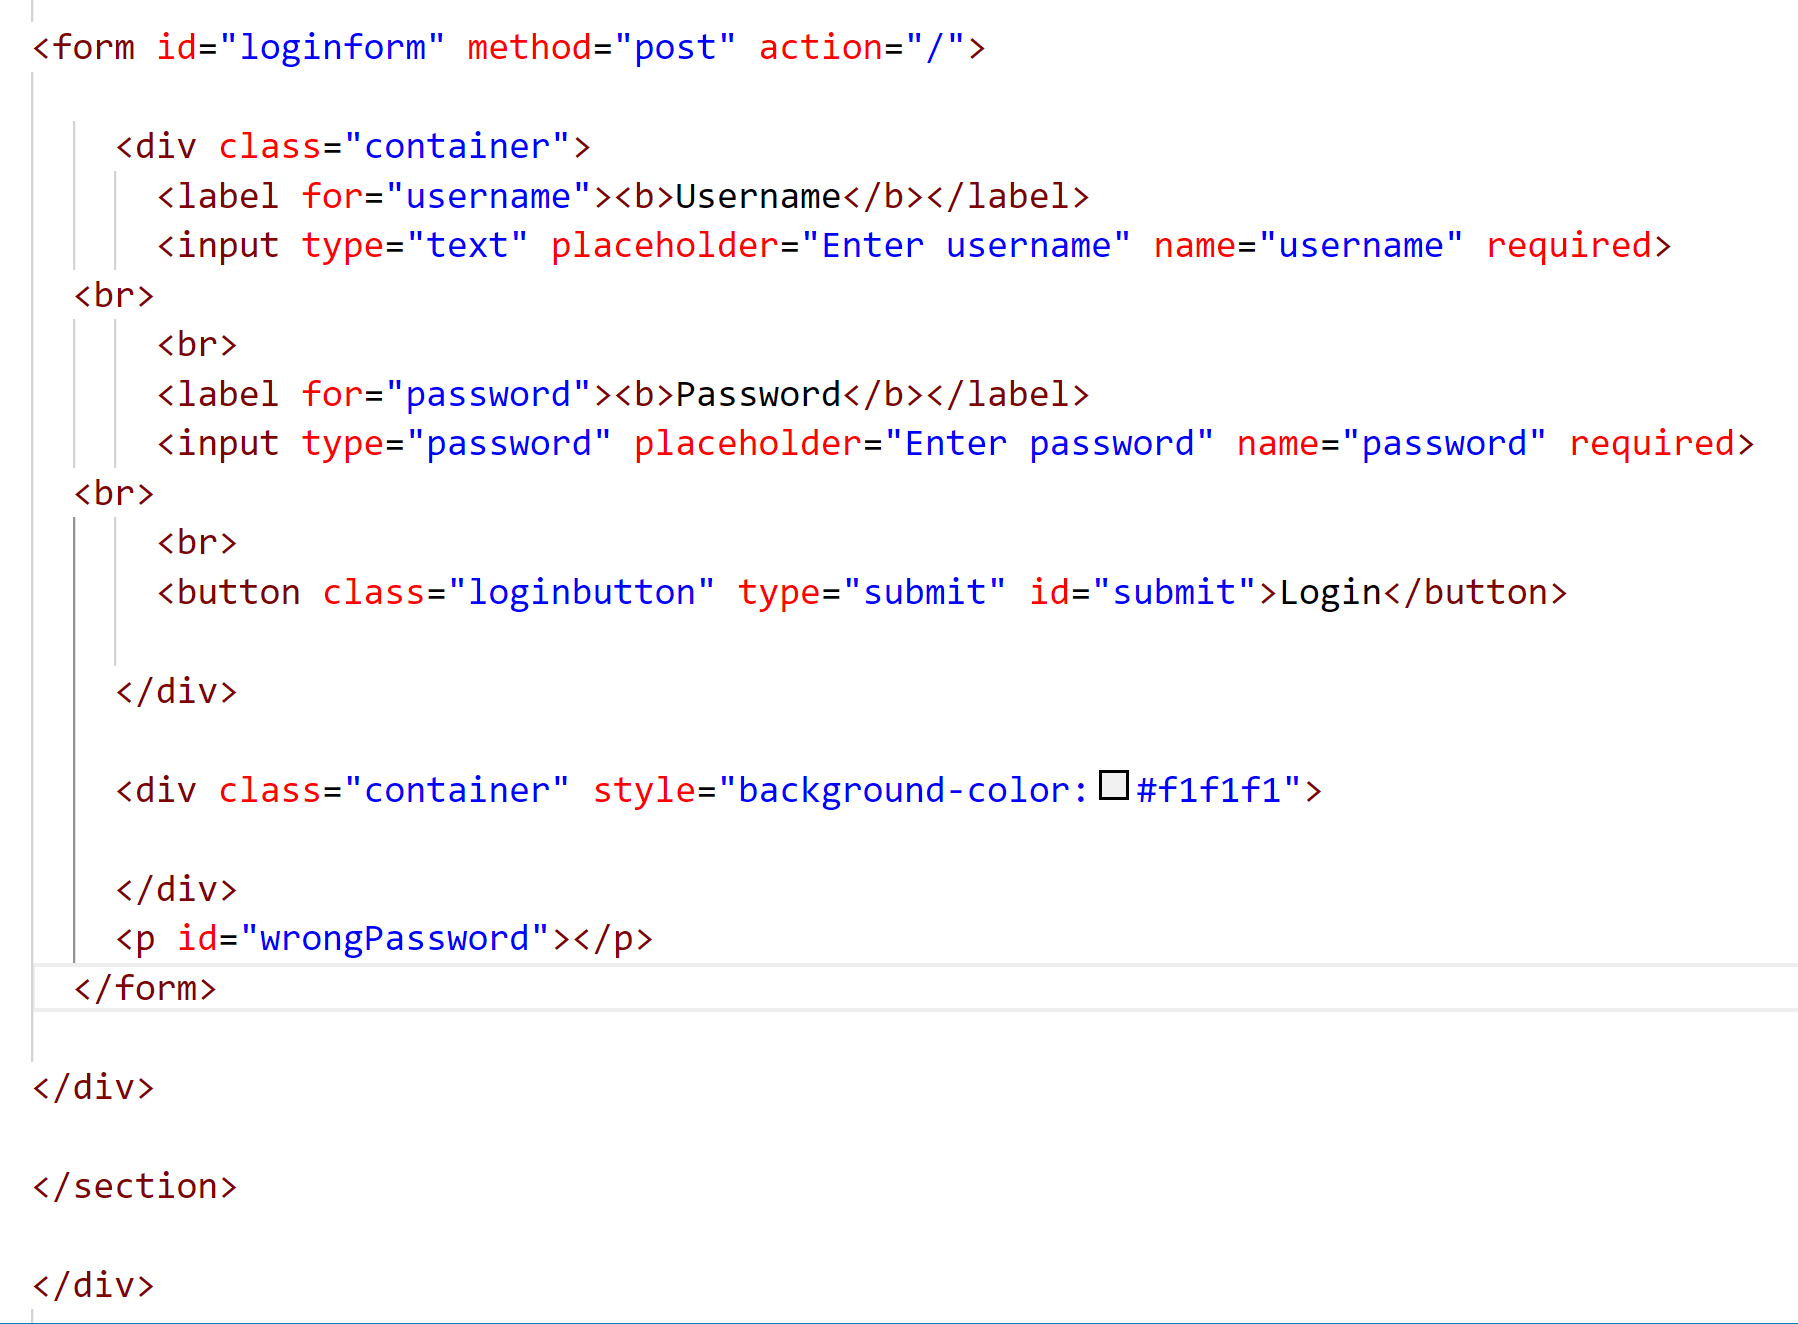 <form id="loginform" method="post" action="/">
<div class="container">
<label for="username"><b>Username</b></label>
<input type="text" placeholder="Enter username" name="username" required>
<br>
<br>
<label for="password"><b>Password</b></label>
<input type="password" placeholder="Enter password" name="password" required>
<br>
<br>
<button class="loginbutton" type="submit" id="submit">Login</button>
</div>
<div class="container" style="background-color:#f1f1f1">
</div>
<p id="wrongPassword"></p>
</form>
</div>
</section>
</div>